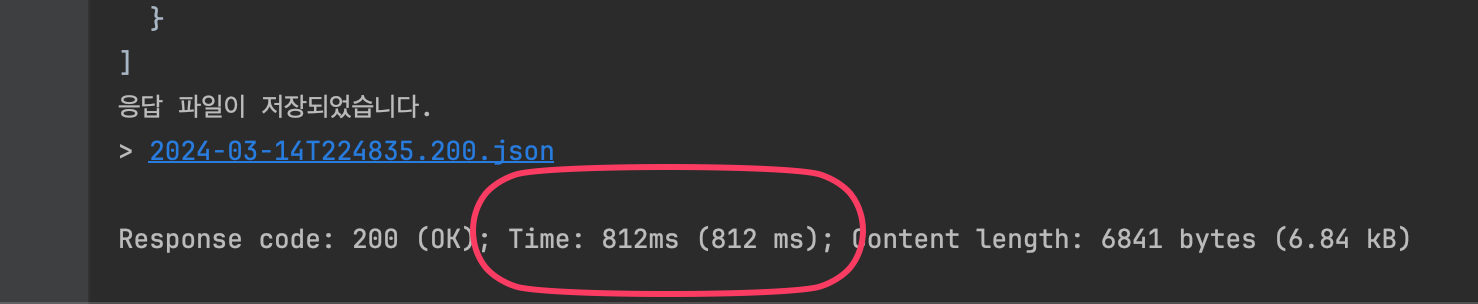 }
]
응답 파일이 저장되었습니다.
> 2024-03-14T224835.200.json
Response code: 200 (OK); Time: 812ms (812 ms); Content length: 6841 bytes (6.84 kB)